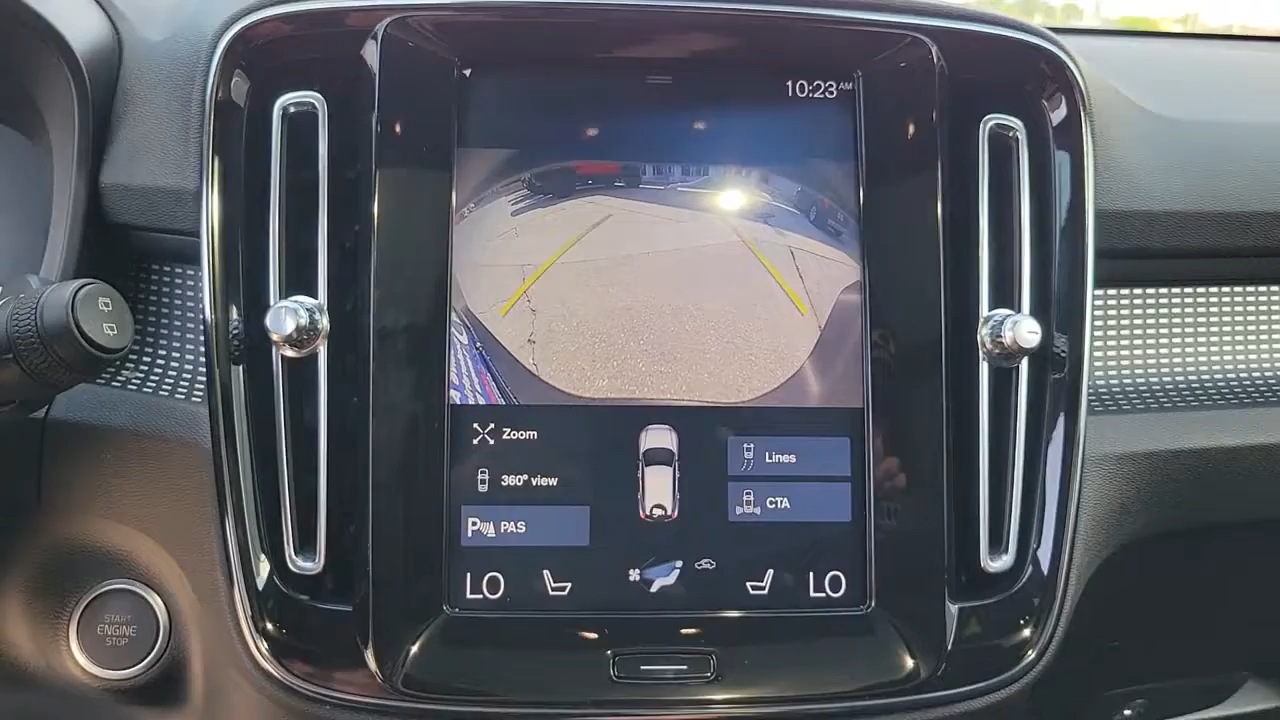 10:23 AM
Zoom
360° view
PAS
Lines
CTA
LO
LO
START
ENGINE
STOP